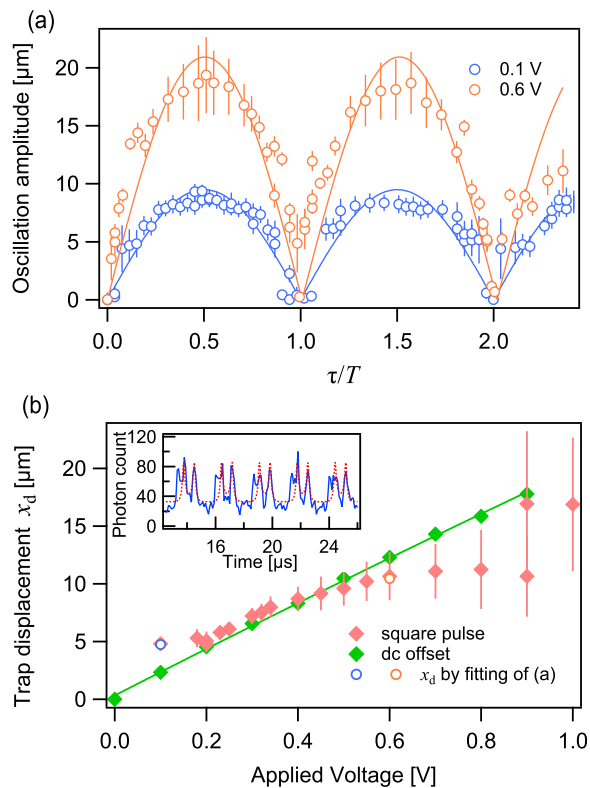 (a)
Oscillation amplitude [μm]
20
15
10
5
0
0.1 V
0.6 V
0.0
0.5
1.0
1.5
2.0
τ/T
(b)
Trap displacement xd [μm]
20
15
10
5
0
Photon count
120
80
40
0
16
20
24
Time [μs]
square pulse
dc offset
xd by fitting of (a)
0.0
0.2
0.4
0.6
0.8
1.0
Applied Voltage [V]